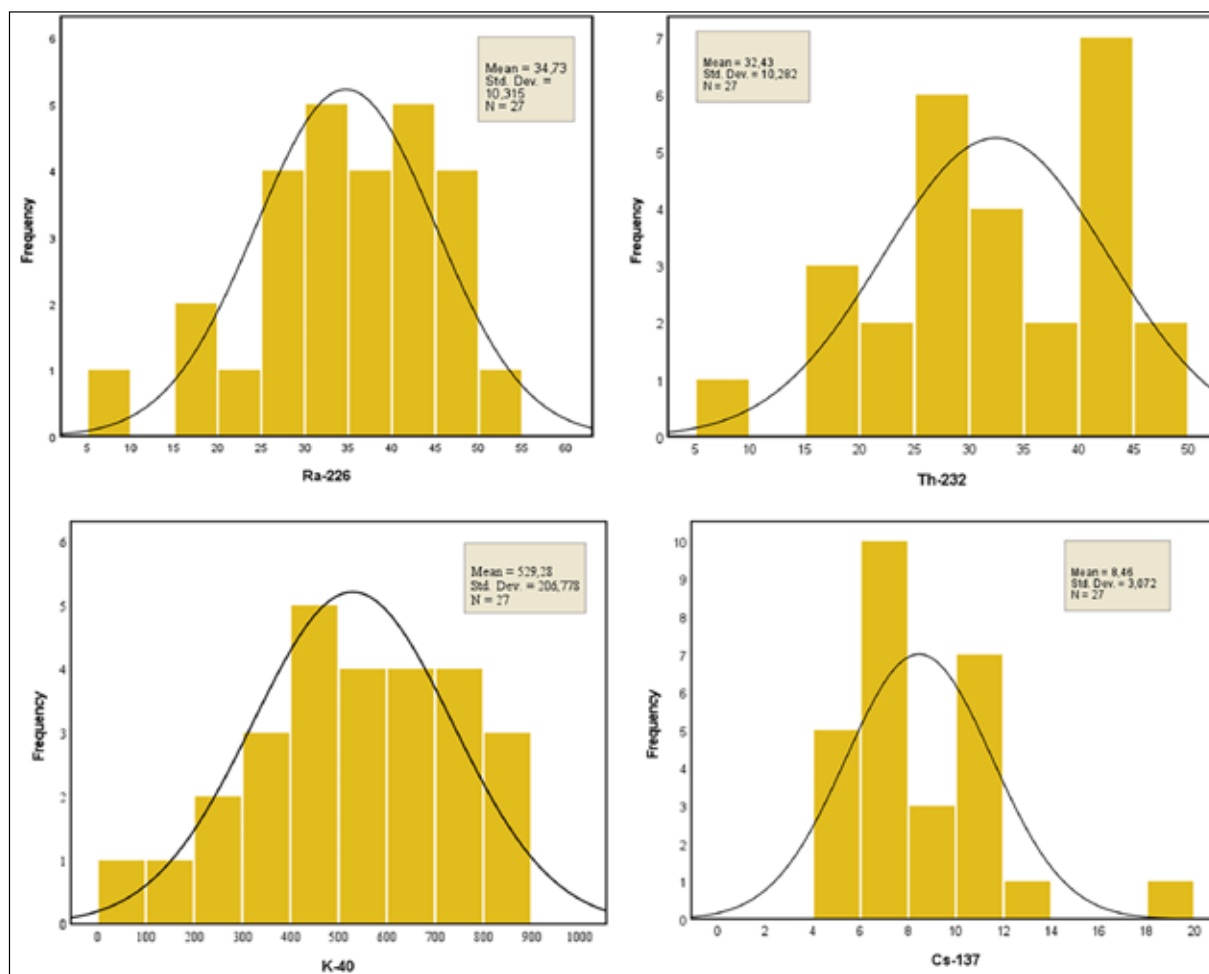 6
5
4
3
2
1
0
Frequency
Mean = 34,73
Std. Dev. =
10,315
N = 27
5 10 15 20 25 30 35 40 45 50 55 60
Ra-226
7
6
5
4
3
2
1
0
Frequency
Mean = 32,43
Std. Dev. = 10,282
N = 27
5 10 15 20 25 30 35 40 45 50
Th-232
6
5
4
3
2
1
0
Frequency
Mean = 529,28
Std. Dev. = 206,778
N = 27
0 100 200 300 400 500 600 700 800 900 1000
K-40
10
9
8
7
6
5
4
3
2
1
0
Frequency
Mean = 8,46
Std. Dev. = 3,072
N = 27
0 2 4 6 8 10 12 14 16 18 20
Cs-137